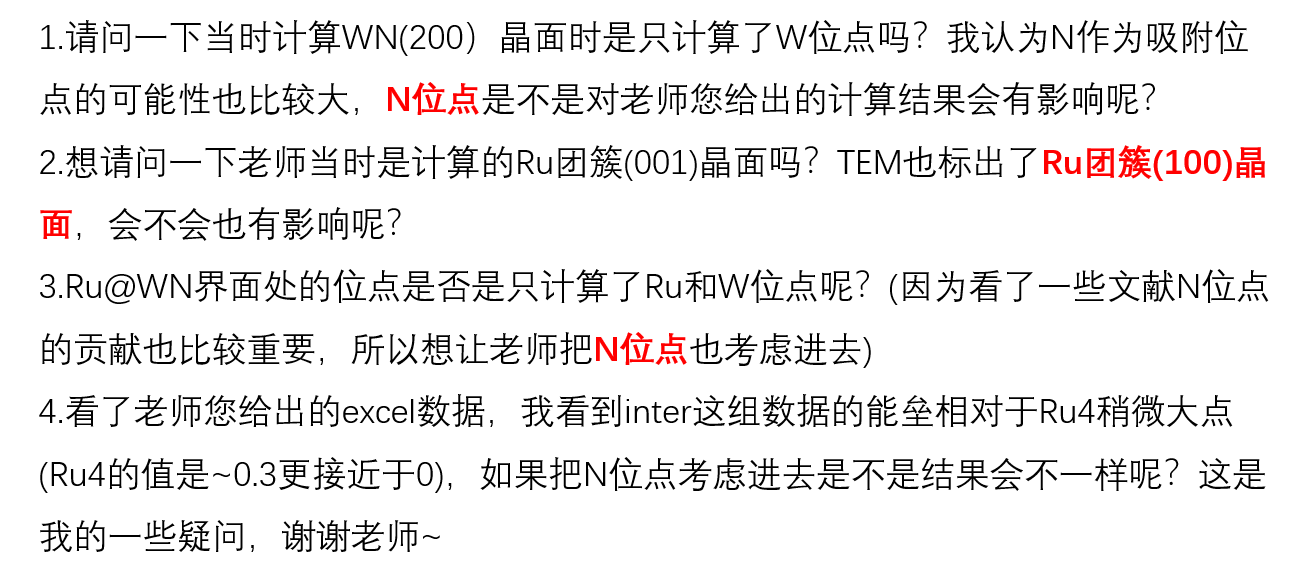 1.请问一下当时计算WN(200）晶面时是只计算了W位点吗？我认为N作为吸附位
点的可能性也比较大，N位点是不是对老师您给出的计算结果会有影响呢？
2.想请问一下老师当时是计算的Ru团簇(001)晶面吗？TEM也标出了Ru团簇(100)晶
面，会不会也有影响呢？
3.Ru@WN界面处的位点是否是只计算了Ru和W位点呢？(因为看了一些文献N位点
的贡献也比较重要，所以想让老师把N位点也考虑进去)
4.看了老师您给出的excel数据，我看到inter这组数据的能垒相对于Ru4稍微大点
(Ru4的值是~0.3更接近于0)，如果把N位点考虑进去是不是结果会不一样呢？这是
我的一些疑问，谢谢老师~